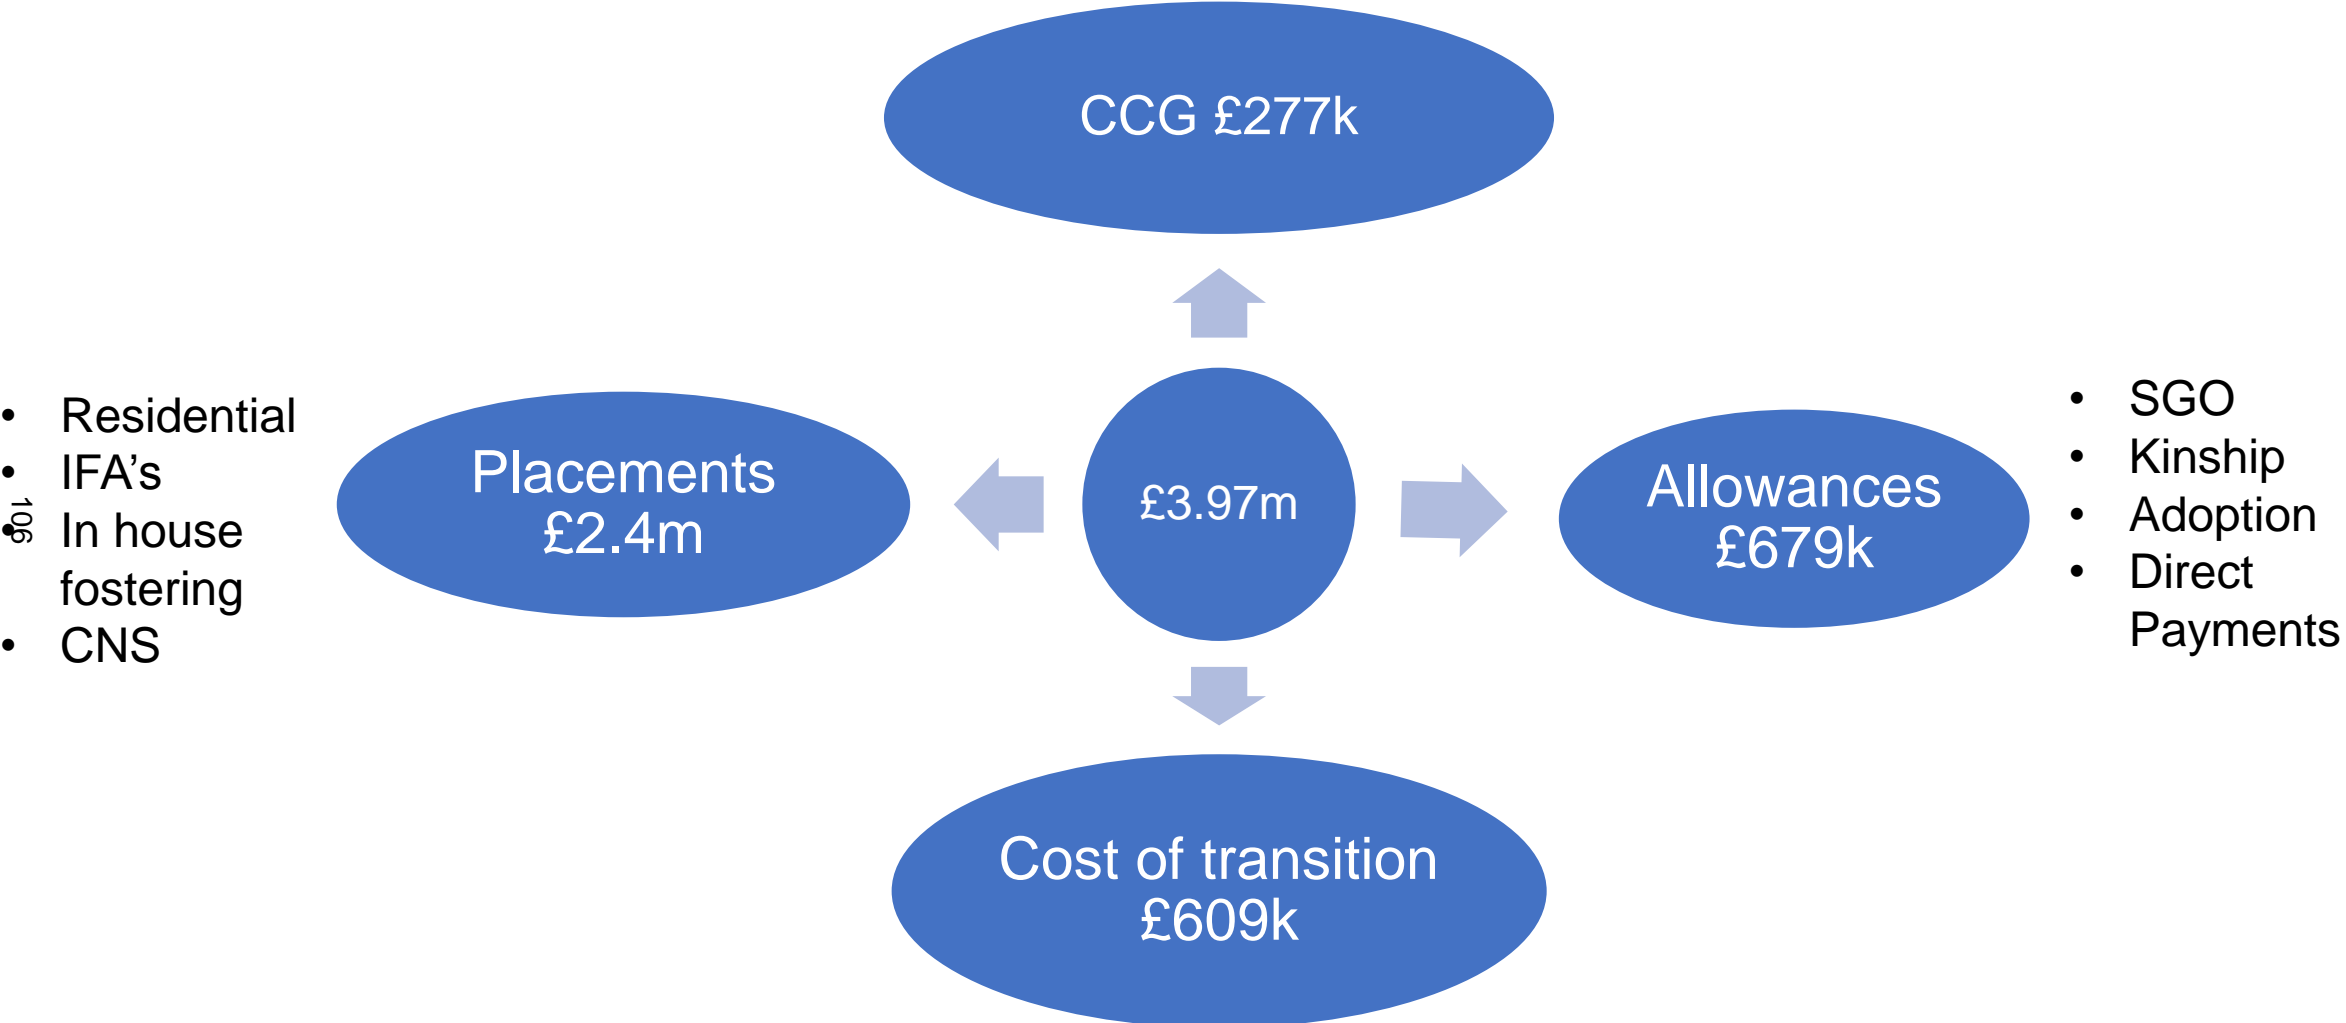 CCG £277k
• Residential
• IFA’s
• In house
fostering
• CNS
106
Placements
£2.4m
£3.97m
Allowances
£679k
• SGO
• Kinship
• Adoption
• Direct
Payments
Cost of transition
£609k